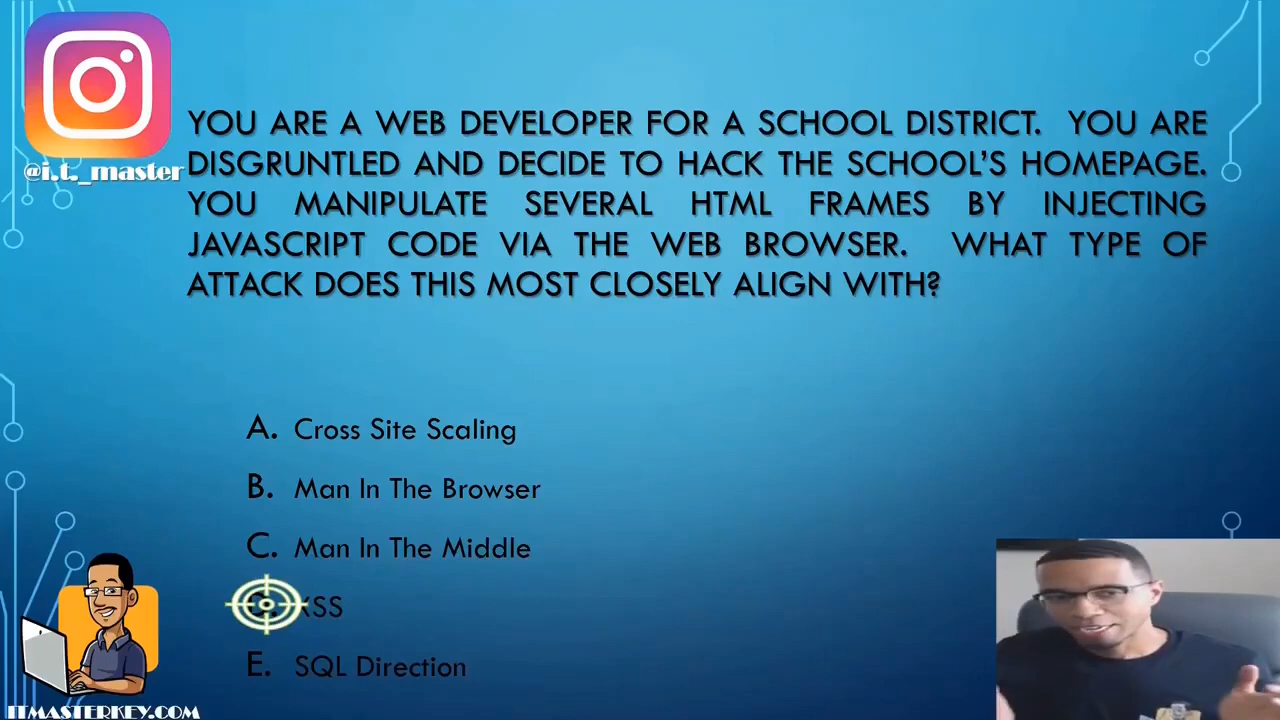 @i.t._master
YOU ARE A WEB DEVELOPER FOR A SCHOOL DISTRICT. YOU ARE
DISGRUNTLED AND DECIDE TO HACK THE SCHOOL'S HOMEPAGE.
YOU MANIPULATE SEVERAL HTML FRAMES BY INJECTING
JAVASCRIPT CODE VIA THE WEB BROWSER. WHAT TYPE OF
ATTACK DOES THIS MOST CLOSELY ALIGN WITH?
A. Cross Site Scaling
B. Man In The Browser
C. Man In The Middle
XSS
E. SQL Direction
ITMASTERKEY.COM